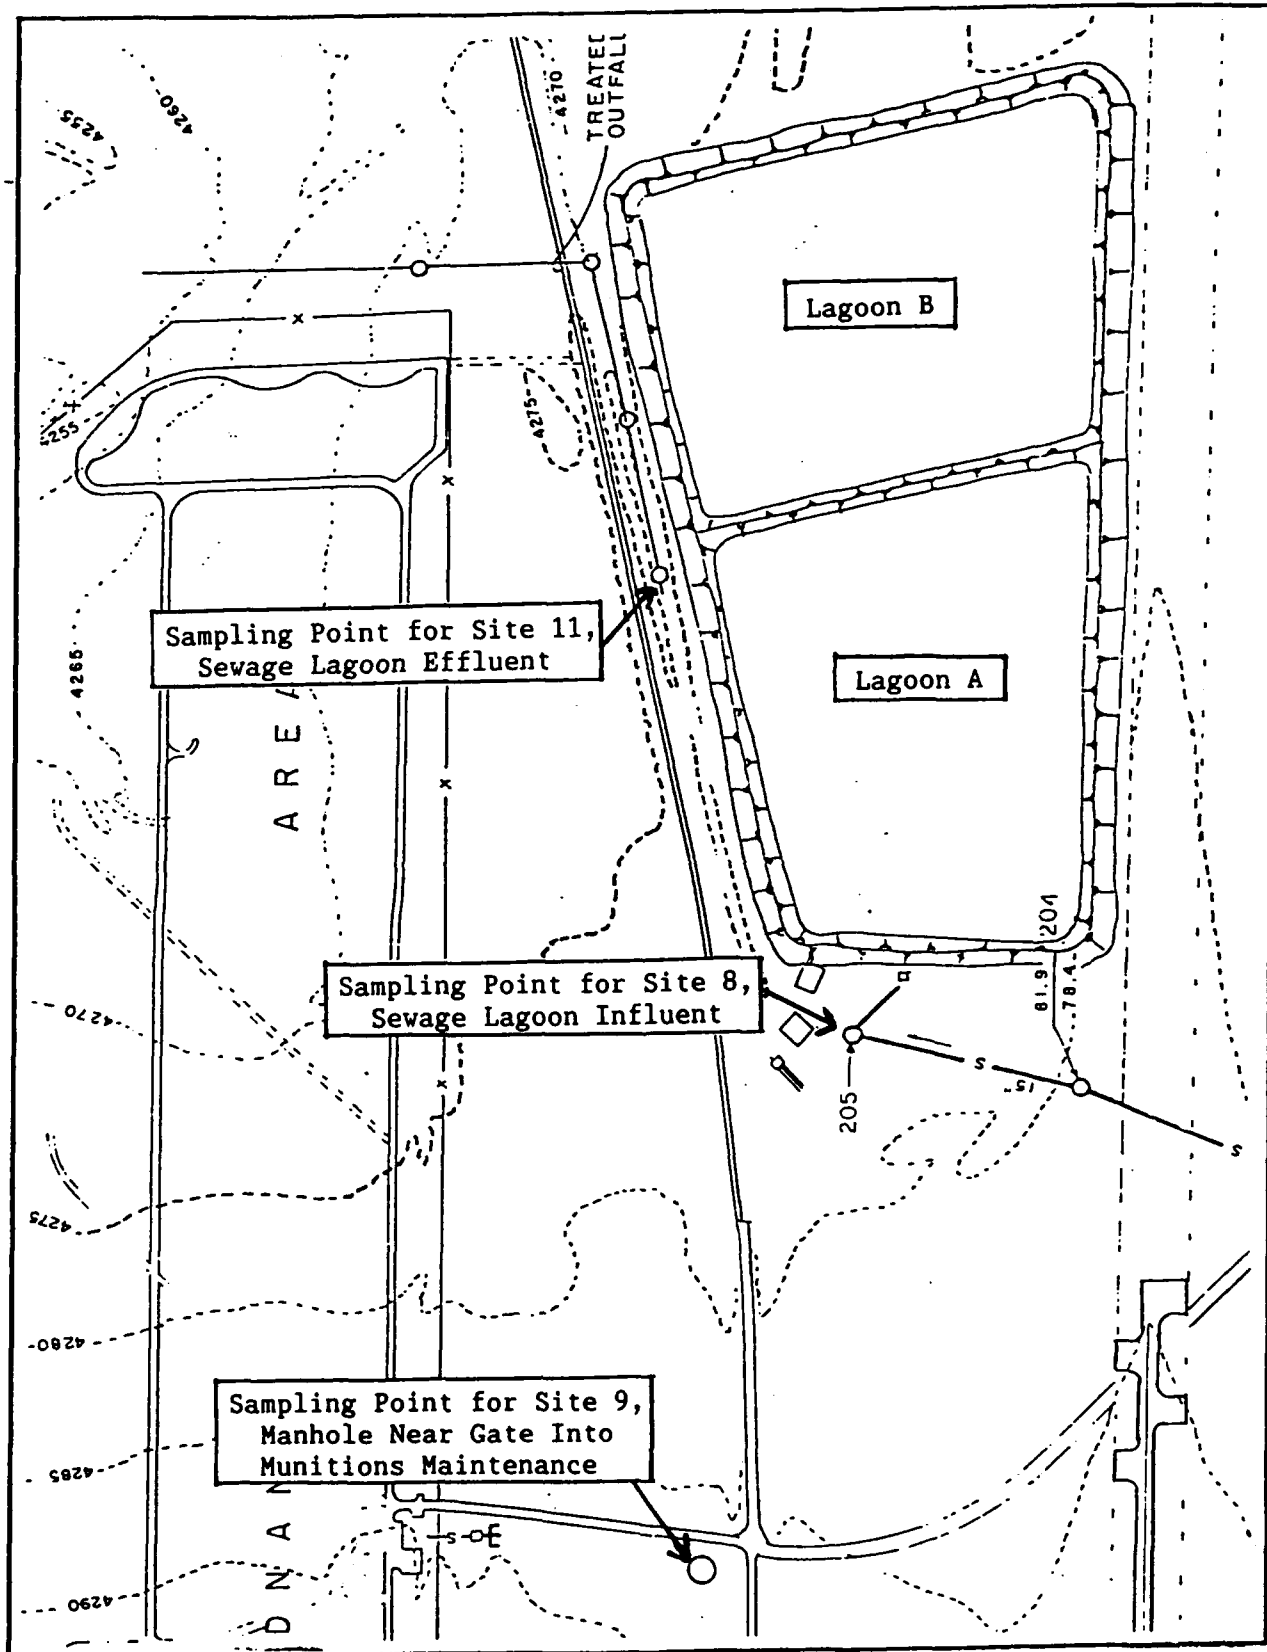 4255
4260
4270
TREATED
OUTFALL
Lagoon B
4255
4275
Sampling Point for Site 11,
Sewage Lagoon Effluent
4265
AREA
Lagoon A
204
Sampling Point for Site 8,
Sewage Lagoon Influent
81.9
78.4
4270
205
S
15"
S
4275
4280
Sampling Point for Site 9,
Manhole Near Gate Into
Munitions Maintenance
4285
S
4290